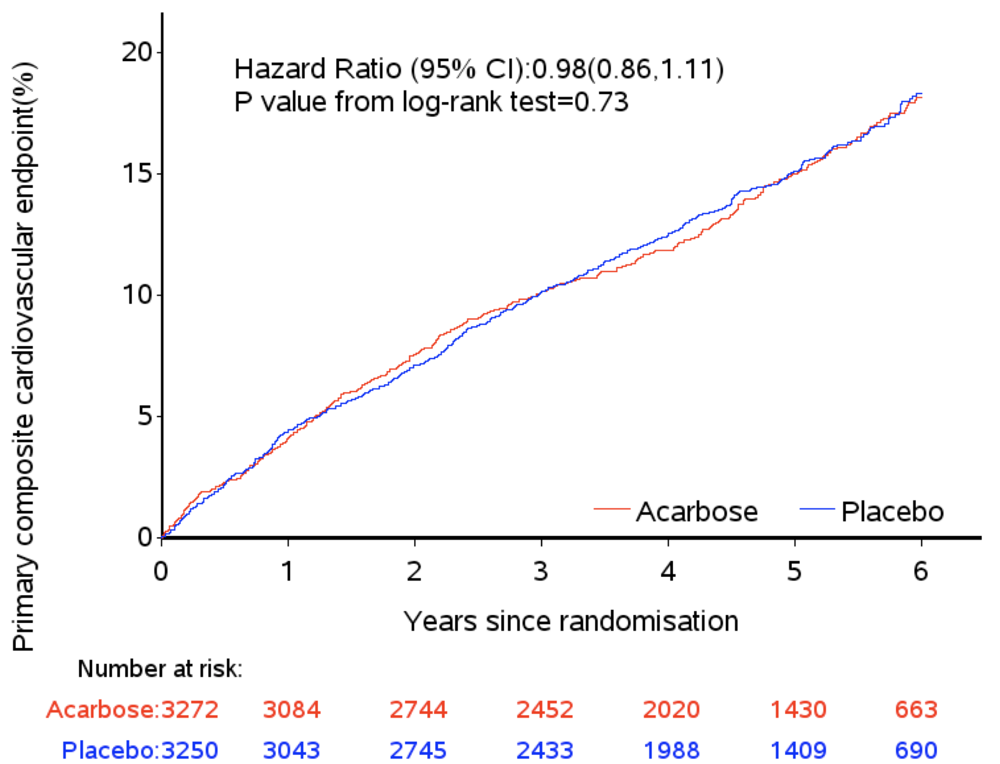 Primary composite cardiovascular endpoint(%)
20
15
10
5
0
Hazard Ratio (95% CI):0.98(0.86,1.11)
P value from log-rank test=0.73
Acarbose Placebo
0 1 2 3 4 5 6
Years since randomisation
Number at risk:
Acarbose:3272 3084 2744 2452 2020 1430 663
Placebo:3250 3043 2745 2433 1988 1409 690